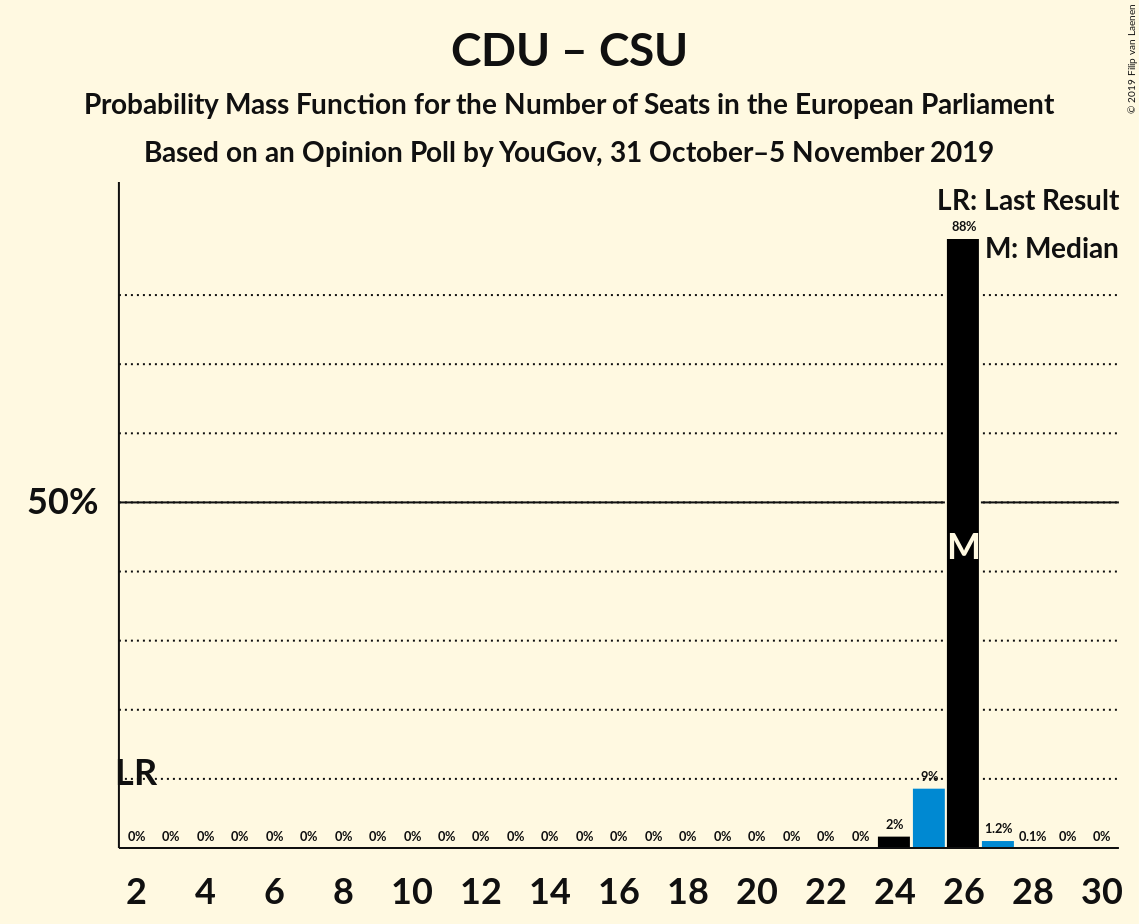 CDU – CSU
Probability Mass Function for the Number of Seats in the European Parliament
Based on an Opinion Poll by YouGov, 31 October–5 November 2019
© 2019 Filip van Laenen
LR: Last Result
M: Median
88%
50%
M
LR
9%
2%
1.2%
0% 0% 0% 0% 0% 0% 0% 0% 0% 0% 0% 0% 0% 0% 0% 0% 0% 0% 0% 0% 0% 0% 0.1% 0% 0%
2 4 6 8 10 12 14 16 18 20 22 24 26 28 30